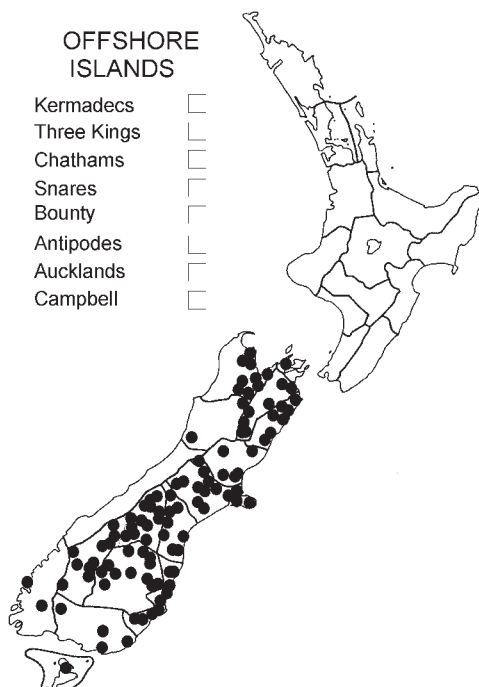 OFFSHORE
ISLANDS
Kermadecs
Three Kings
Chathams
Snares
Bounty
Antipodes
Aucklands
Campbell